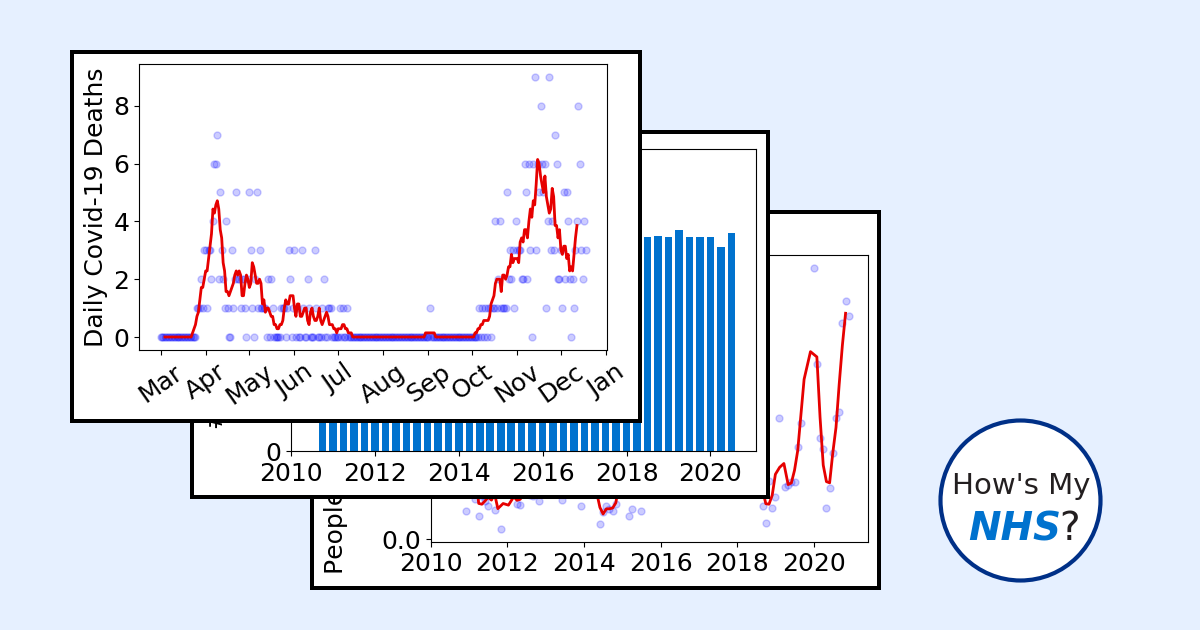 Daily Covid-19 Deaths
8
6
4
2
0
Mar Apr May Jun Jul Aug Sep Oct Nov Dec Jan
0
2010 2012 2014 2016 2018 2020
People
0.0
2010 2012 2014 2016 2018 2020
How's My
NHS?